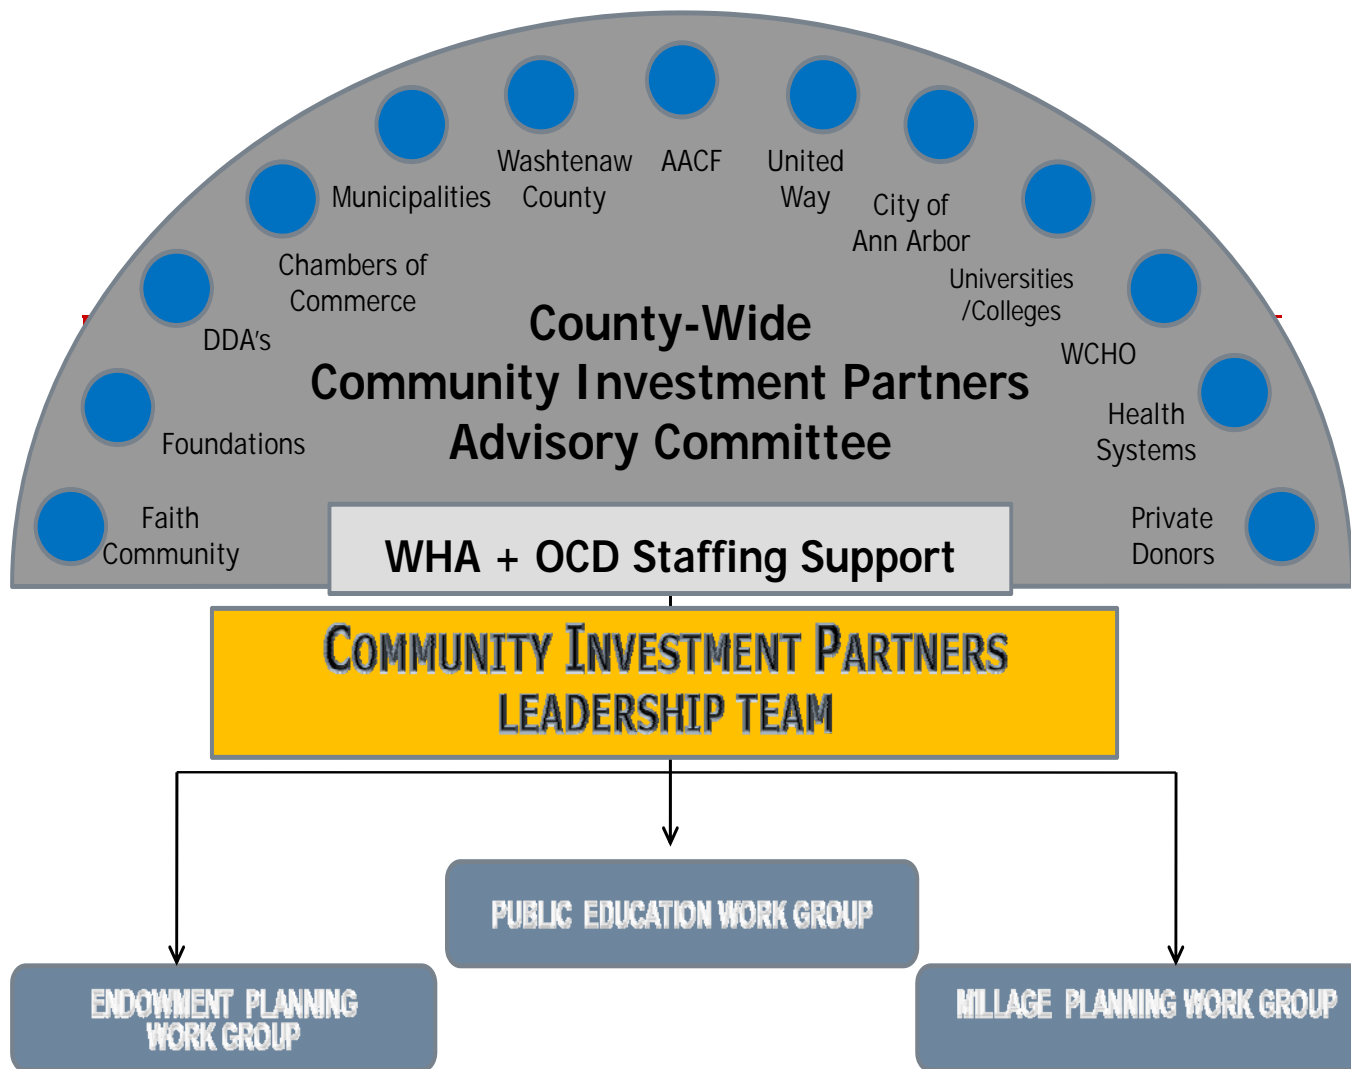 Washtenaw
County
AACF
United
Way
Municipalities
City of
Ann Arbor
Chambers of
Commerce
Universities
/Colleges
DDA's
WCHO
County-Wide
Community Investment Partners
Advisory Committee
Foundations
Health
Systems
Faith
Community
Private
Donors
WHA + OCD Staffing Support
COMMUNITY INVESTMENT PARTNERS
LEADERSHIP TEAM
PUBLIC EDUCATION WORK GROUP
ENDOWMENT PLANNING
WORK GROUP
MILLAGE PLANNING WORK GROUP